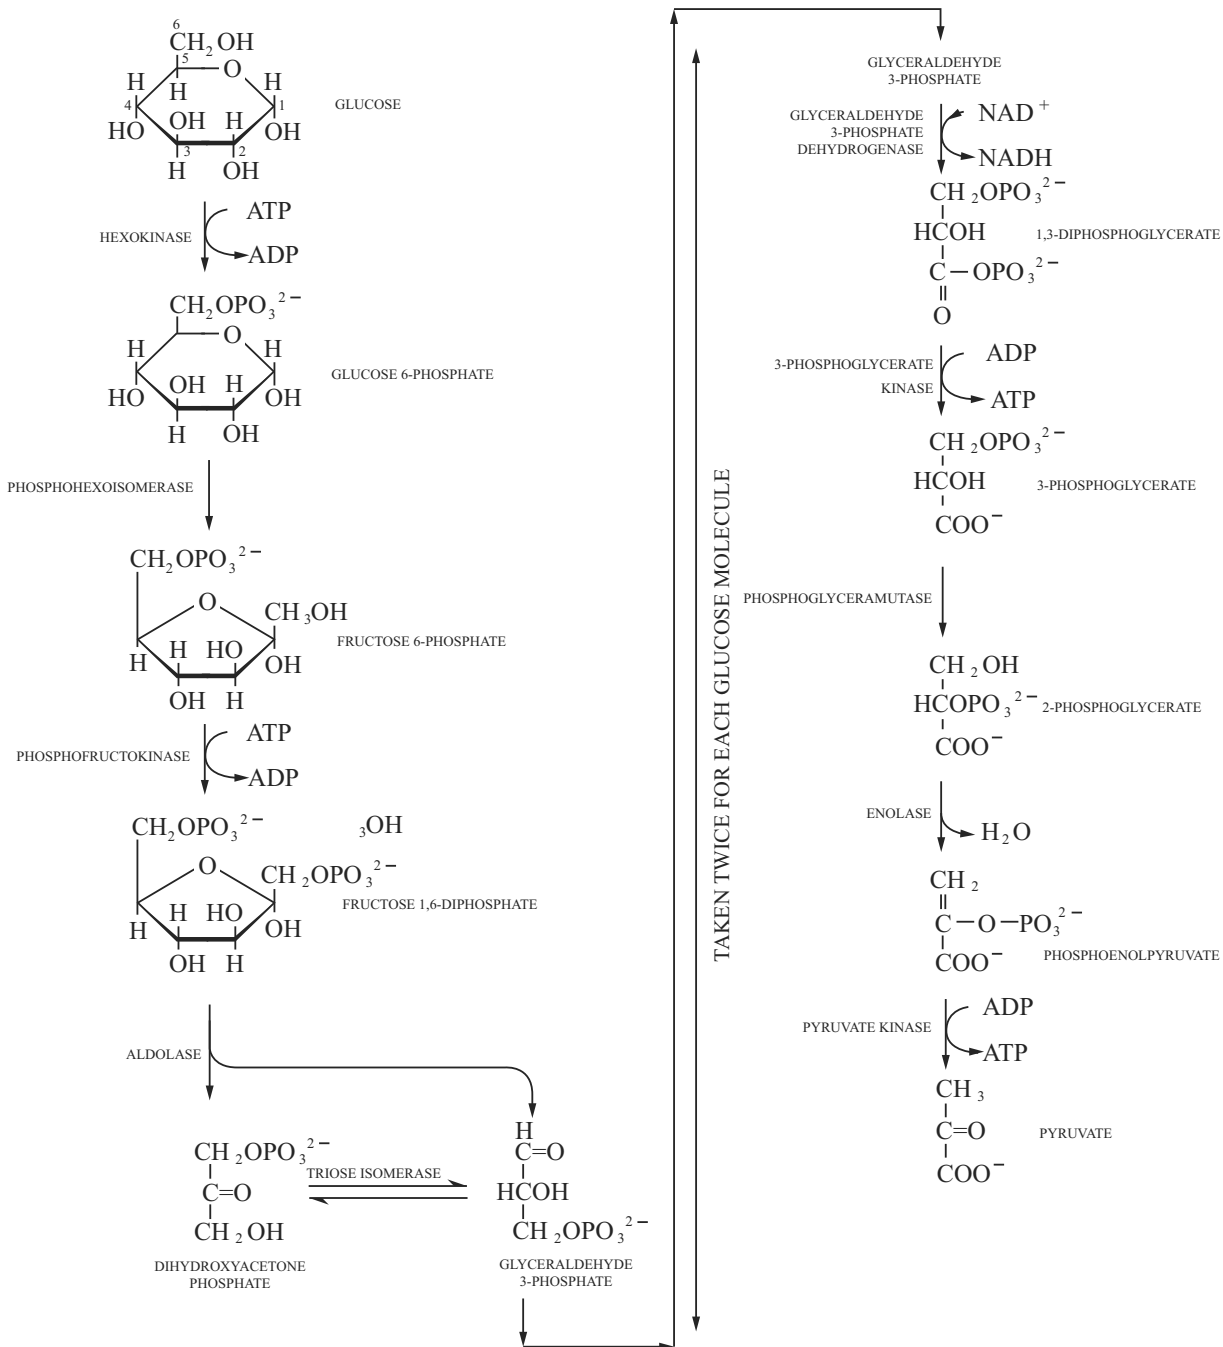 6
CH2OH
5
O
H
H
H
4
1
OH
H
HO
OH
3
2
H
OH
GLUCOSE
ATP
HEXOKINASE
ADP
CH2OPO3 2−
O
H
H
GLUCOSE 6-PHOSPHATE
OH
H
HO
OH
H
OH
PHOSPHOHEXOISOMERASE
CH2OPO3 2−
O
CH3OH
H
HO
FRUCTOSE 6-PHOSPHATE
H
OH
OH
H
ATP
PHOSPHOFRUCTOKINASE
ADP
CH2OPO3 2−
3OH
O
CH2OPO3 2−
FRUCTOSE 1,6-DIPHOSPHATE
H
HO
H
OH
OH
H
ALDOLASE
CH2OPO3 2−
C=O
CH2OH
DIHYDROXYACETONE
PHOSPHATE
TRIOSE ISOMERASE
H
C=O
HCOH
CH2OPO3 2−
GLYCERALDEHYDE
3-PHOSPHATE
TAKEN TWICE FOR EACH GLUCOSE MOLECULE
GLYCERALDEHYDE
3-PHOSPHATE
GLYCERALDEHYDE
3-PHOSPHATE
DEHYDROGENASE
NAD+
NADH
CH2OPO3 2−
HCOH
1,3-DIPHOSPHOGLYCERATE
C—OPO3 2−
O
3-PHOSPHOGLYCERATE
KINASE
ADP
ATP
CH2OPO3 2−
HCOH
3-PHOSPHOGLYCERATE
COO−
PHOSPHOGLYCERAMUTASE
CH2OH
HCOPO3 2−
2-PHOSPHOGLYCERATE
COO−
ENOLASE
H2O
CH2
C—O—PO3 2−
COO−
PHOSPHOENOLPYRUVATE
ADP
PYRUVATE KINASE
ATP
CH3
C=O
PYRUVATE
COO−